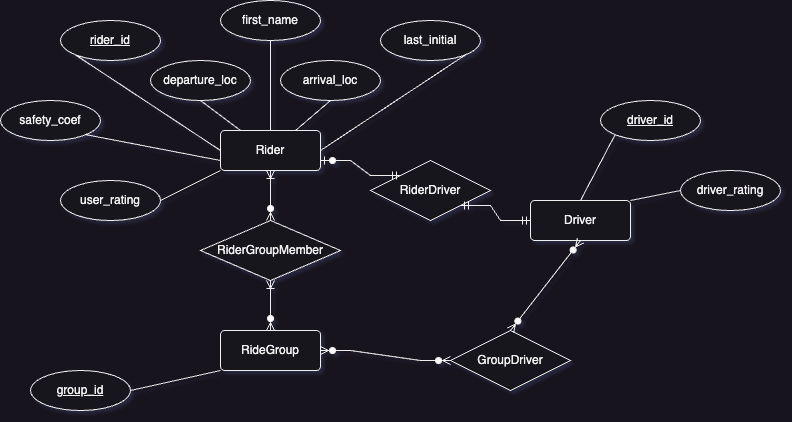 first_name
rider_id
last_initial
departure_loc
arrival_loc
safety_coef
driver_id
Rider
RiderDriver
driver_rating
user_rating
Driver
RiderGroupMember
RideGroup
GroupDriver
group_id